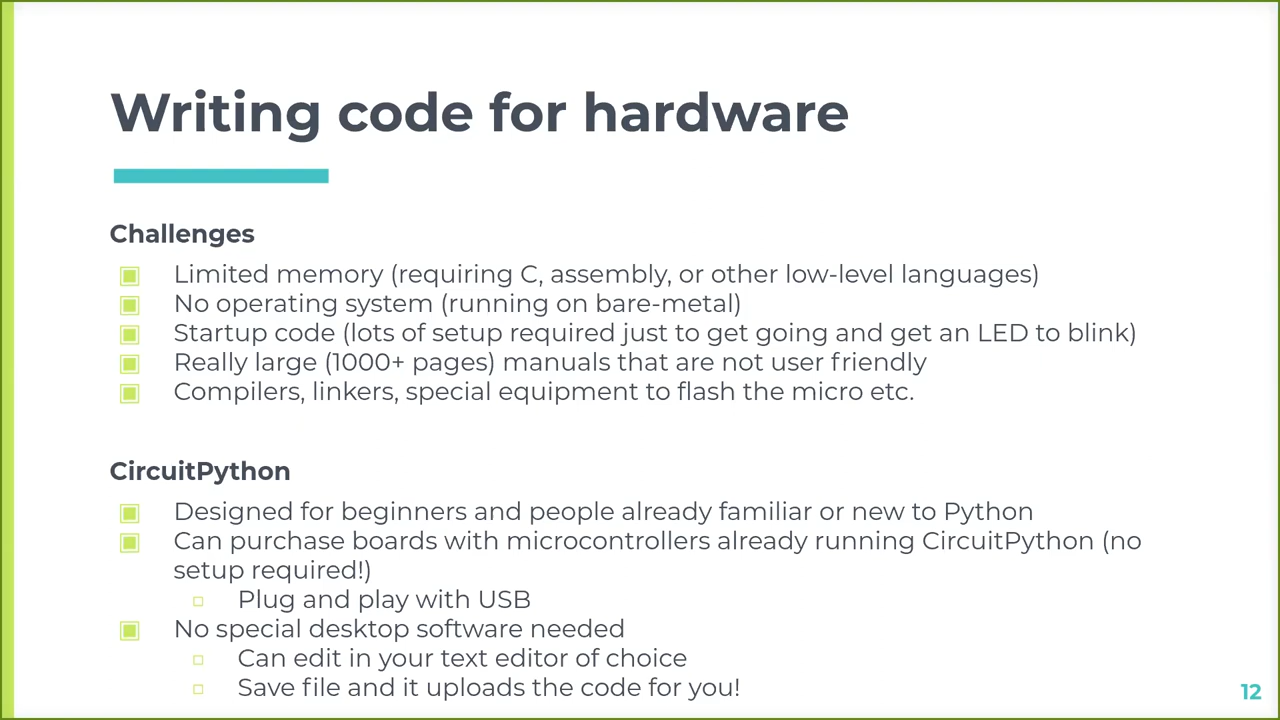 Writing code for hardware
Challenges
Limited memory (requiring C, assembly, or other low-level languages)
No operating system (running on bare-metal)
Startup code (lots of setup required just to get going and get an LED to blink)
Really large (1000+ pages) manuals that are not user friendly
Compilers, linkers, special equipment to flash the micro etc.
CircuitPython
Designed for beginners and people already familiar or new to Python
Can purchase boards with microcontrollers already running CircuitPython (no
setup required!)
Plug and play with USB
No special desktop software needed
Can edit in your text editor of choice
Save file and it uploads the code for you!
12